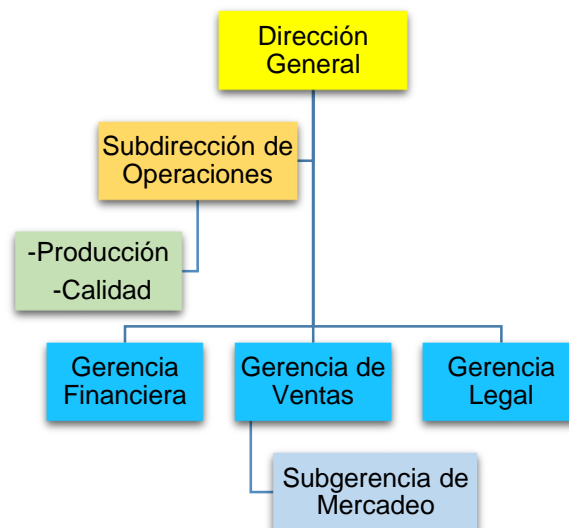 Dirección
General
Subdirección de
Operaciones
-Producción
-Calidad
Gerencia
Financiera
Gerencia de
Ventas
Gerencia
Legal
Subgerencia de
Mercadeo